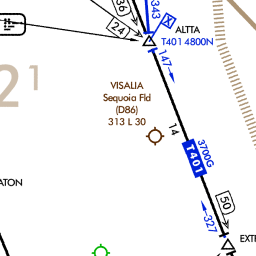 36
343
24
ALTTA
T401 4800N
147
2¹
VISALIA
Sequoia Fld
(D86)
313 L 30
14
3700G
T401
ATON
50
327
EXT